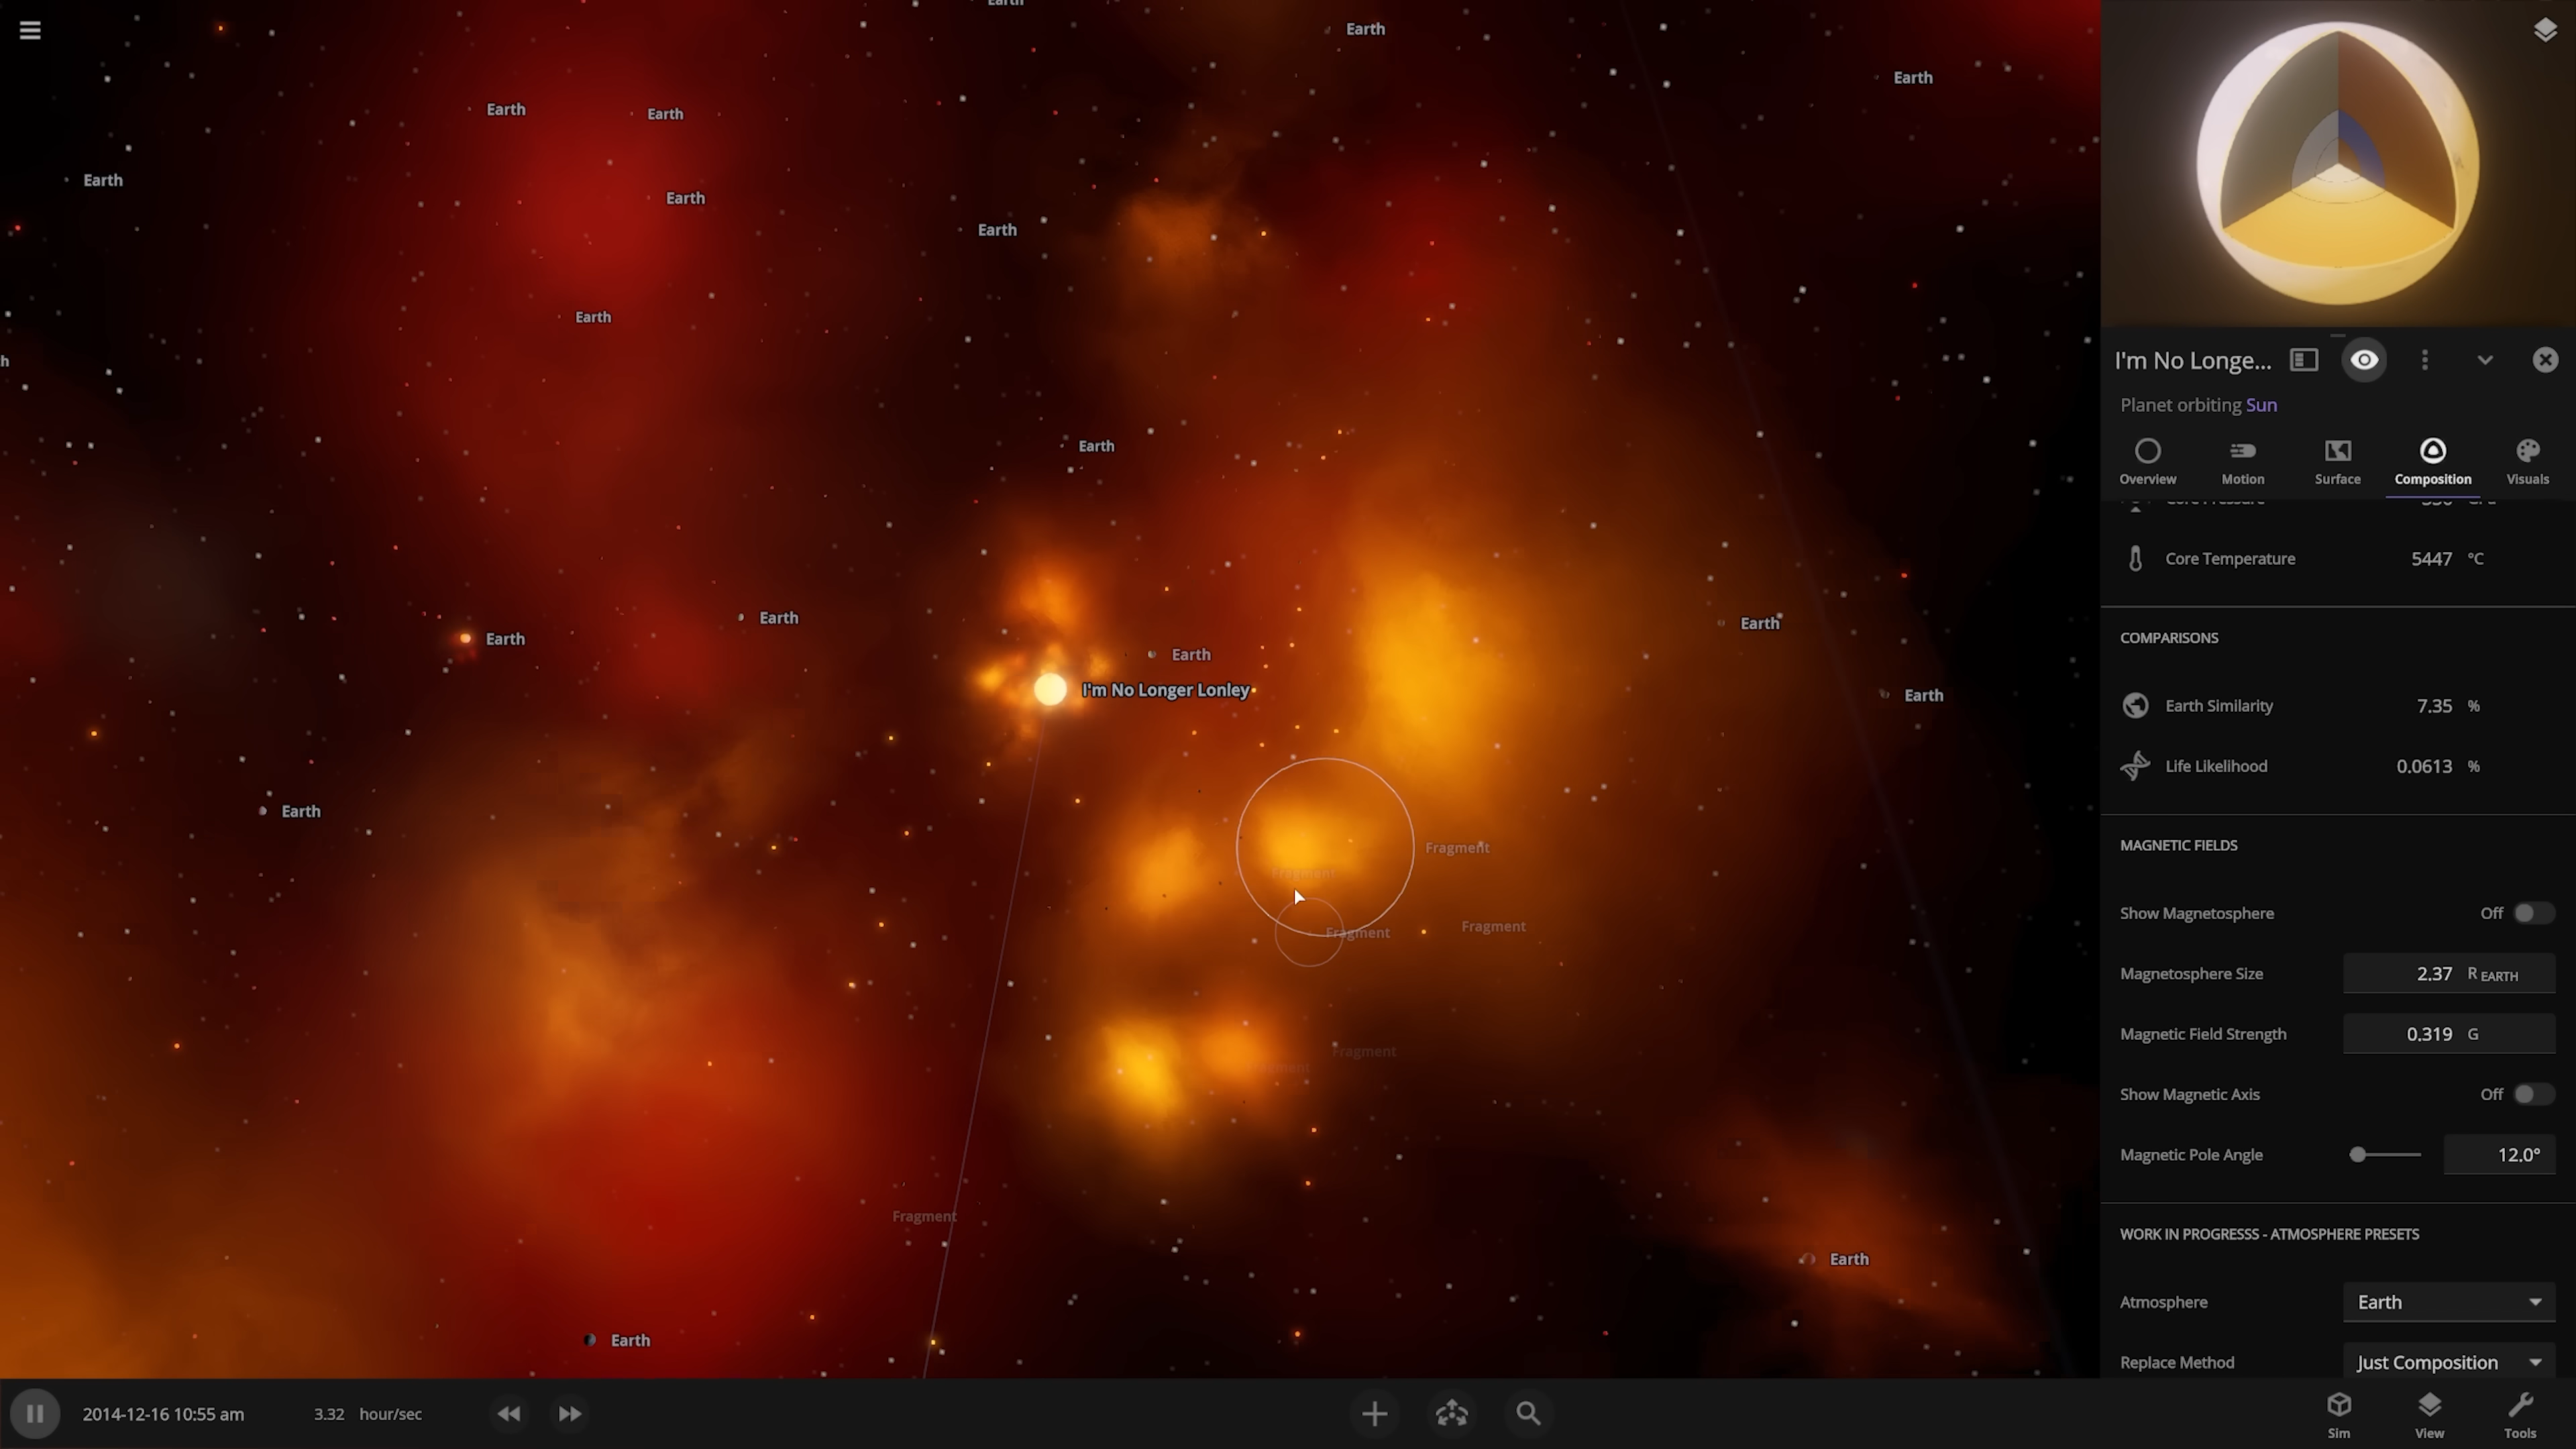 Earth
Earth
Earth
Earth
Earth
Earth
Earth
Earth
Earth
Earth
h
Earth
Earth
Earth
Earth
Earth
I'm No Longer Lonley
Earth
Earth
Fragment
Fragment
Fragment
Fragment
Fragment
Fragment
Fragment
Earth
Earth
I'm No Longe...
Planet orbiting Sun
Overview Motion Surface Composition Visuals
Core Temperature 5447 °C
COMPARISONS
Earth Similarity 7.35 %
Life Likelihood 0.0613 %
MAGNETIC FIELDS
Show Magnetosphere Off
Magnetosphere Size 2.37 R EARTH
Magnetic Field Strength 0.319 G
Show Magnetic Axis Off
Magnetic Pole Angle 12.0°
WORK IN PROGRESSS - ATMOSPHERE PRESETS
Atmosphere Earth
Replace Method Just Composition
2014-12-16 10:55 am 3.32 hour/sec
Sim View Tools